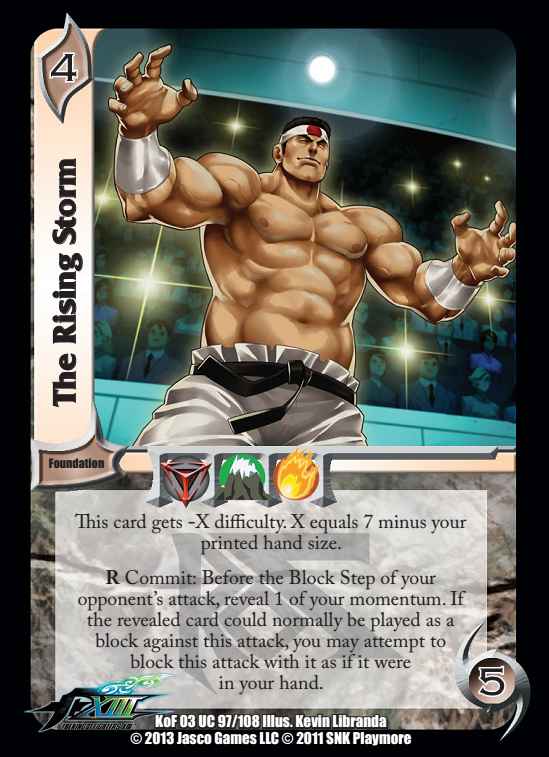 4
The Rising Storm
Foundation
This card gets -X difficulty. X equals 7 minus your
printed hand size.
R Commit: Before the Block Step of your
opponent's attack, reveal 1 of your momentum. If
the revealed card could normally be played as a
block against this attack, you may attempt to
block this attack with it as if it were
in your hand.
5
XIII
KoF 03 UC 97/108 Illus. Kevin Libranda
© 2013 Jasco Games LLC © 2011 SNK Playmore